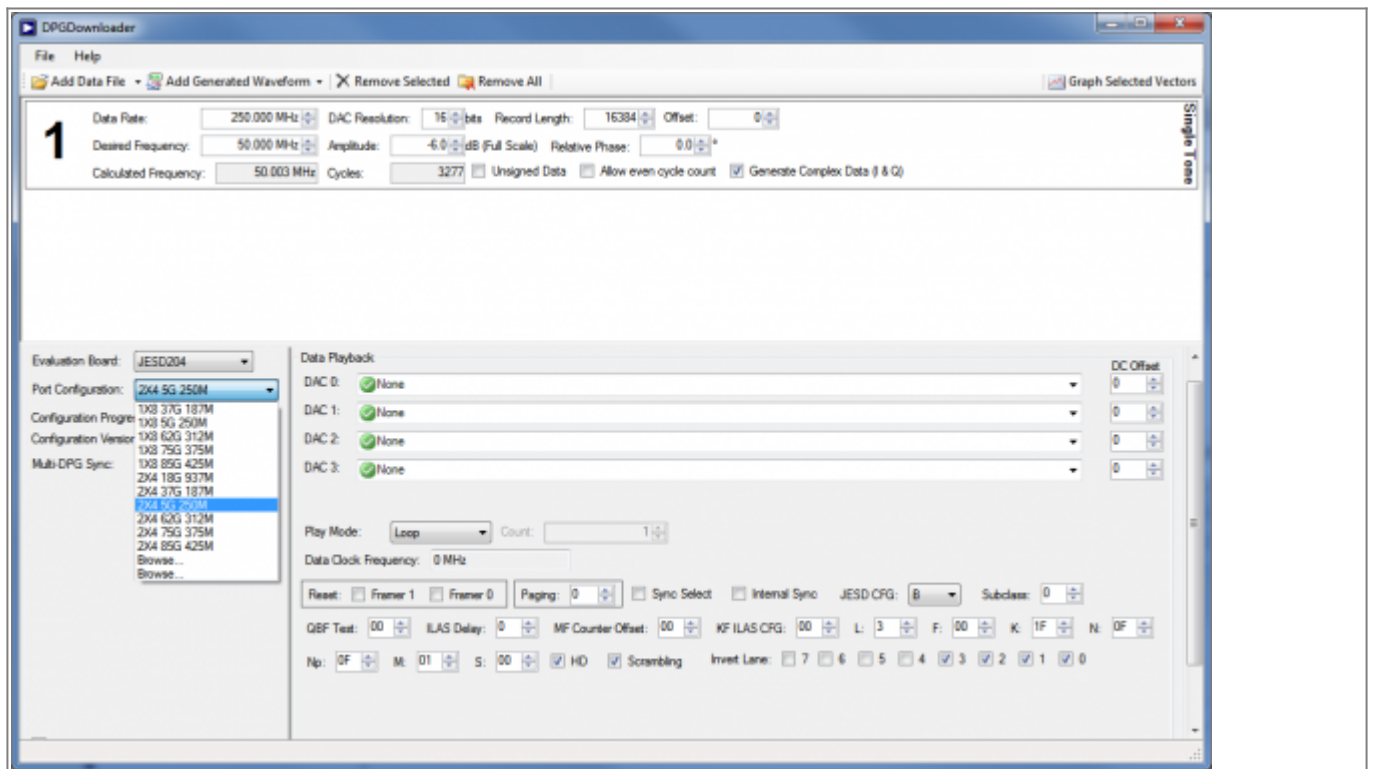 DPGDownloader
File Help
Add Data File Add Generated Waveform Remove Selected Remove All Graph Selected Vectors
1
Data Rate: 250.000 MHz DAC Resolution: 16 bits Record Length: 16384 Offset: 0
Desired Frequency: 50.000 MHz Amplitude: -6.0 dB (Full Scale) Relative Phase: 0.0 °
Calculated Frequency: 50.003 MHz Cycles: 3277 Unsigned Data Allow even cycle count Generate Complex Data (I & Q)
Single Tone
Evaluation Board: JESD204
Port Configuration: 2X4 5G 250M
Configuration Progre
Configuration Version
Multi-DPG Sync:
1X8 37G 187M
1X8 5G 250M
1X8 62G 312M
1X8 75G 375M
1X8 85G 425M
2X4 18G 937M
2X4 37G 187M
2X4 5G 250M
2X4 62G 312M
2X4 75G 375M
2X4 85G 425M
Browse...
Browse...
Data Playback
DC Offset
DAC 0: None 0
DAC 1: None 0
DAC 2: None 0
DAC 3: None 0
Play Mode: Loop Count: 1
Data Clock Frequency: 0 MHz
Reset: Framer 1 Framer 0 Paging: 0 Sync Select Internal Sync JESD CFG: B Subclass: 0
QBF Test: 00 ILAS Delay: 0 MF Counter Offset: 00 KF ILAS CFG: 00 L: 3 F: 00 K: 1F N: 0F
Np: 0F M: 01 S: 00 HD Scrambling Invert Lane: 7 6 5 4 3 2 1 0